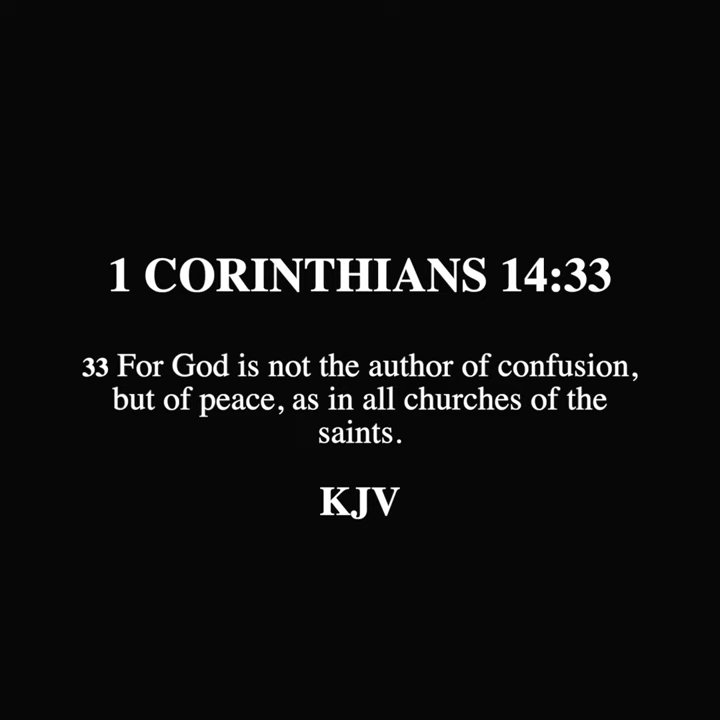 1 CORINTHIANS 14:33
33 For God is not the author of confusion,
but of peace, as in all churches of the
saints.
KJV